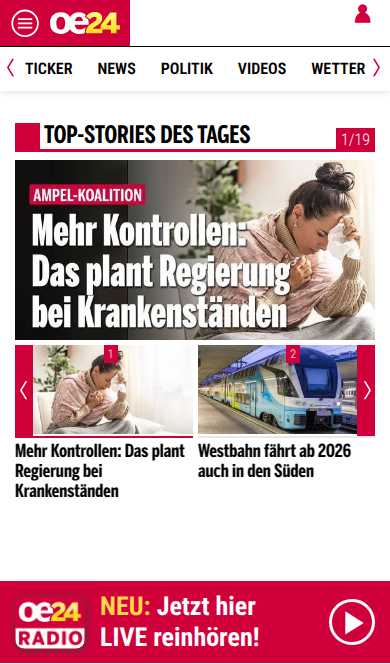 oe24
TICKER NEWS POLITIK VIDEOS WETTER
TOP-STORIES DES TAGES
1/19
AMPEL-KOALITION
Mehr Kontrollen:
Das plant Regierung
bei Krankenständen
1
2
Mehr Kontrollen: Das plant
Regierung bei
Krankenständen
Westbahn fährt ab 2026
auch in den Süden
oe24
RADIO
NEU: Jetzt hier
LIVE reinhören!